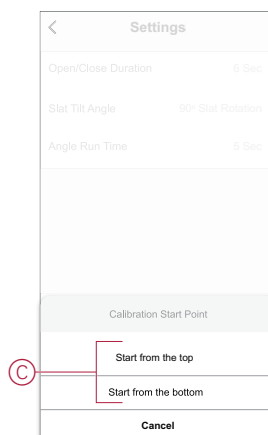 Settings
Open/Close Duration 6 Sec
Slat Tilt Angle 90° Slat Rotation
Angle Run Time 5 Sec
Calibration Start Point
Start from the top
C
Start from the bottom
Cancel